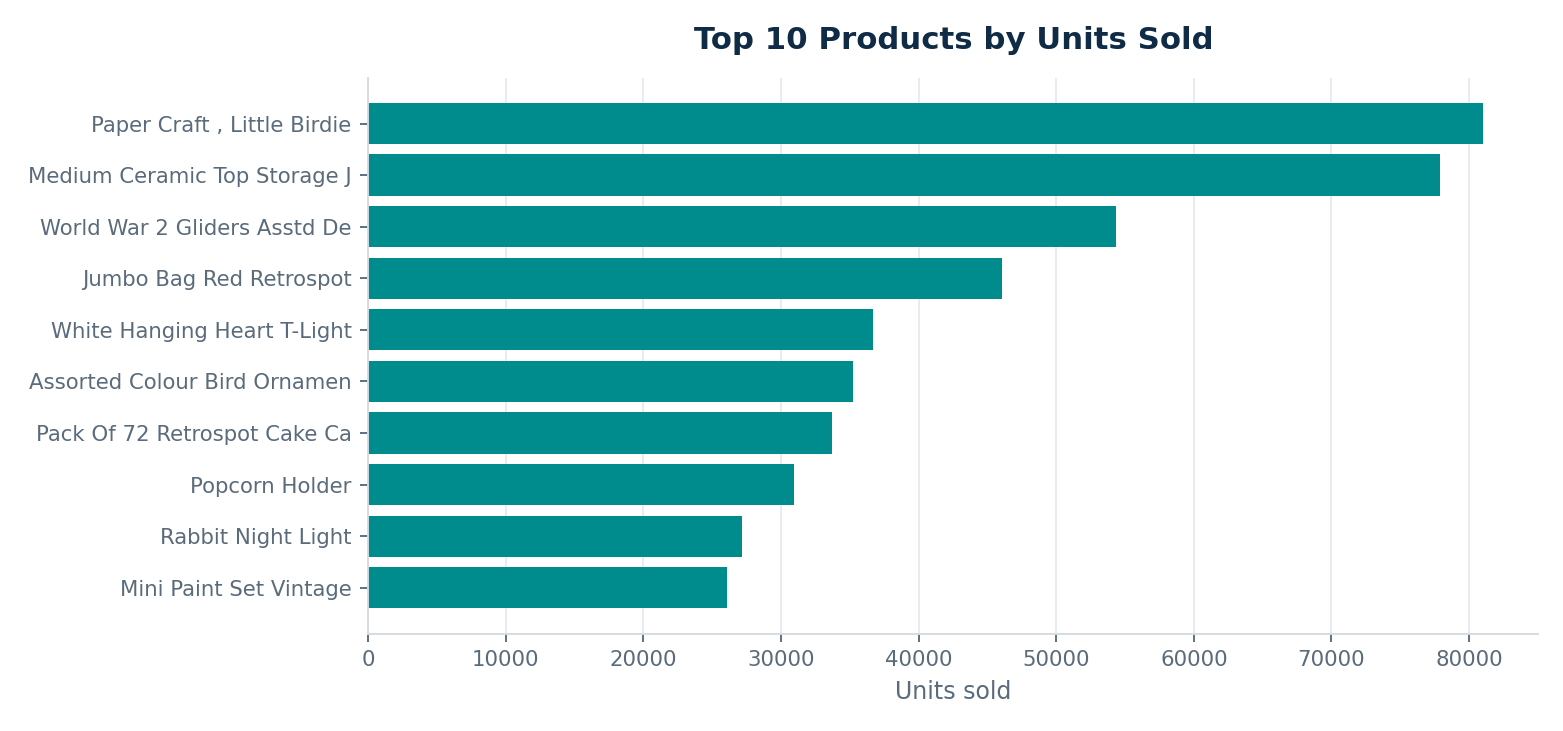 Top 10 Products by Units Sold
Paper Craft , Little Birdie
Medium Ceramic Top Storage J
World War 2 Gliders Asstd De
Jumbo Bag Red Retrospot
White Hanging Heart T-Light
Assorted Colour Bird Ornamen
Pack Of 72 Retrospot Cake Ca
Popcorn Holder
Rabbit Night Light
Mini Paint Set Vintage
0 10000 20000 30000 40000 50000 60000 70000 80000
Units sold